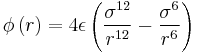 ϕ(r) = 4ϵ(σ¹²/r¹² − σ⁶/r⁶)